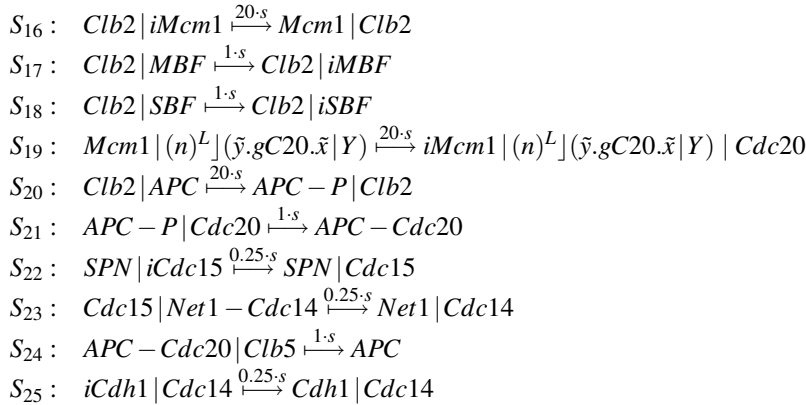 S₁₆ : Clb2 | iMcm1 ⟼^{20·s} Mcm1 | Clb2
S₁₇ : Clb2 | MBF ⟼^{1·s} Clb2 | iMBF
S₁₈ : Clb2 | SBF ⟼^{1·s} Clb2 | iSBF
S₁₉ : Mcm1 | (n)ᴸ ⌋ (ỹ.gC20.x̃ | Y) ⟼^{20·s} iMcm1 | (n)ᴸ ⌋ (ỹ.gC20.x̃ | Y) | Cdc20
S₂₀ : Clb2 | APC ⟼^{20·s} APC − P | Clb2
S₂₁ : APC − P | Cdc20 ⟼^{1·s} APC − Cdc20
S₂₂ : SPN | iCdc15 ⟼^{0.25·s} SPN | Cdc15
S₂₃ : Cdc15 | Net1 − Cdc14 ⟼^{0.25·s} Net1 | Cdc14
S₂₄ : APC − Cdc20 | Clb5 ⟼^{1·s} APC
S₂₅ : iCdh1 | Cdc14 ⟼^{0.25·s} Cdh1 | Cdc14